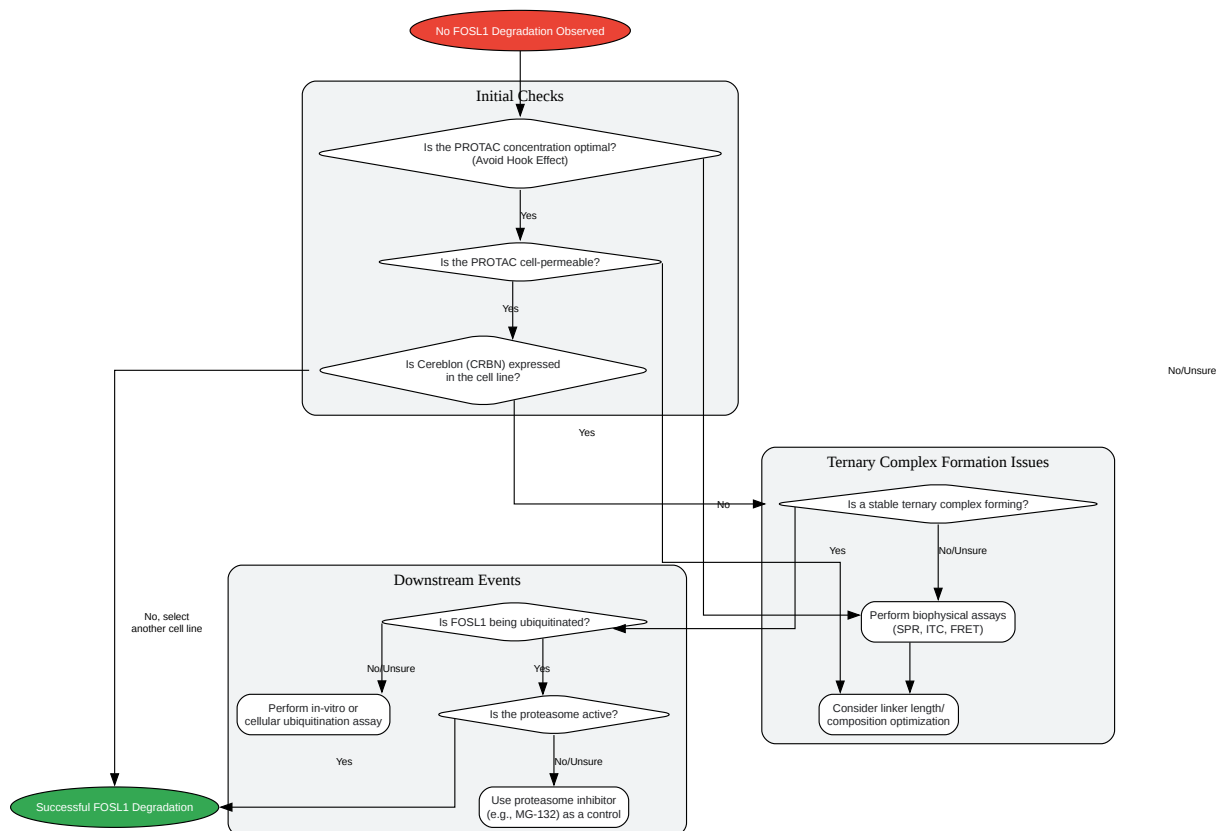 No FOSL1 Degradation Observed
Initial Checks
Is the PROTAC concentration optimal?
(Avoid Hook Effect)
Yes
Is the PROTAC cell-permeable?
Yes
Is Cereblon (CRBN) expressed
in the cell line?
No/Unsure
Yes
Ternary Complex Formation Issues
Is a stable ternary complex forming?
No
Yes
No/Unsure
Perform biophysical assays
(SPR, ITC, FRET)
Consider linker length/
composition optimization
Downstream Events
Is FOSL1 being ubiquitinated?
No, select
another cell line
No/Unsure
Yes
Perform in-vitro or
cellular ubiquitination assay
Is the proteasome active?
Yes
No/Unsure
Use proteasome inhibitor
(e.g., MG-132) as a control
Successful FOSL1 Degradation